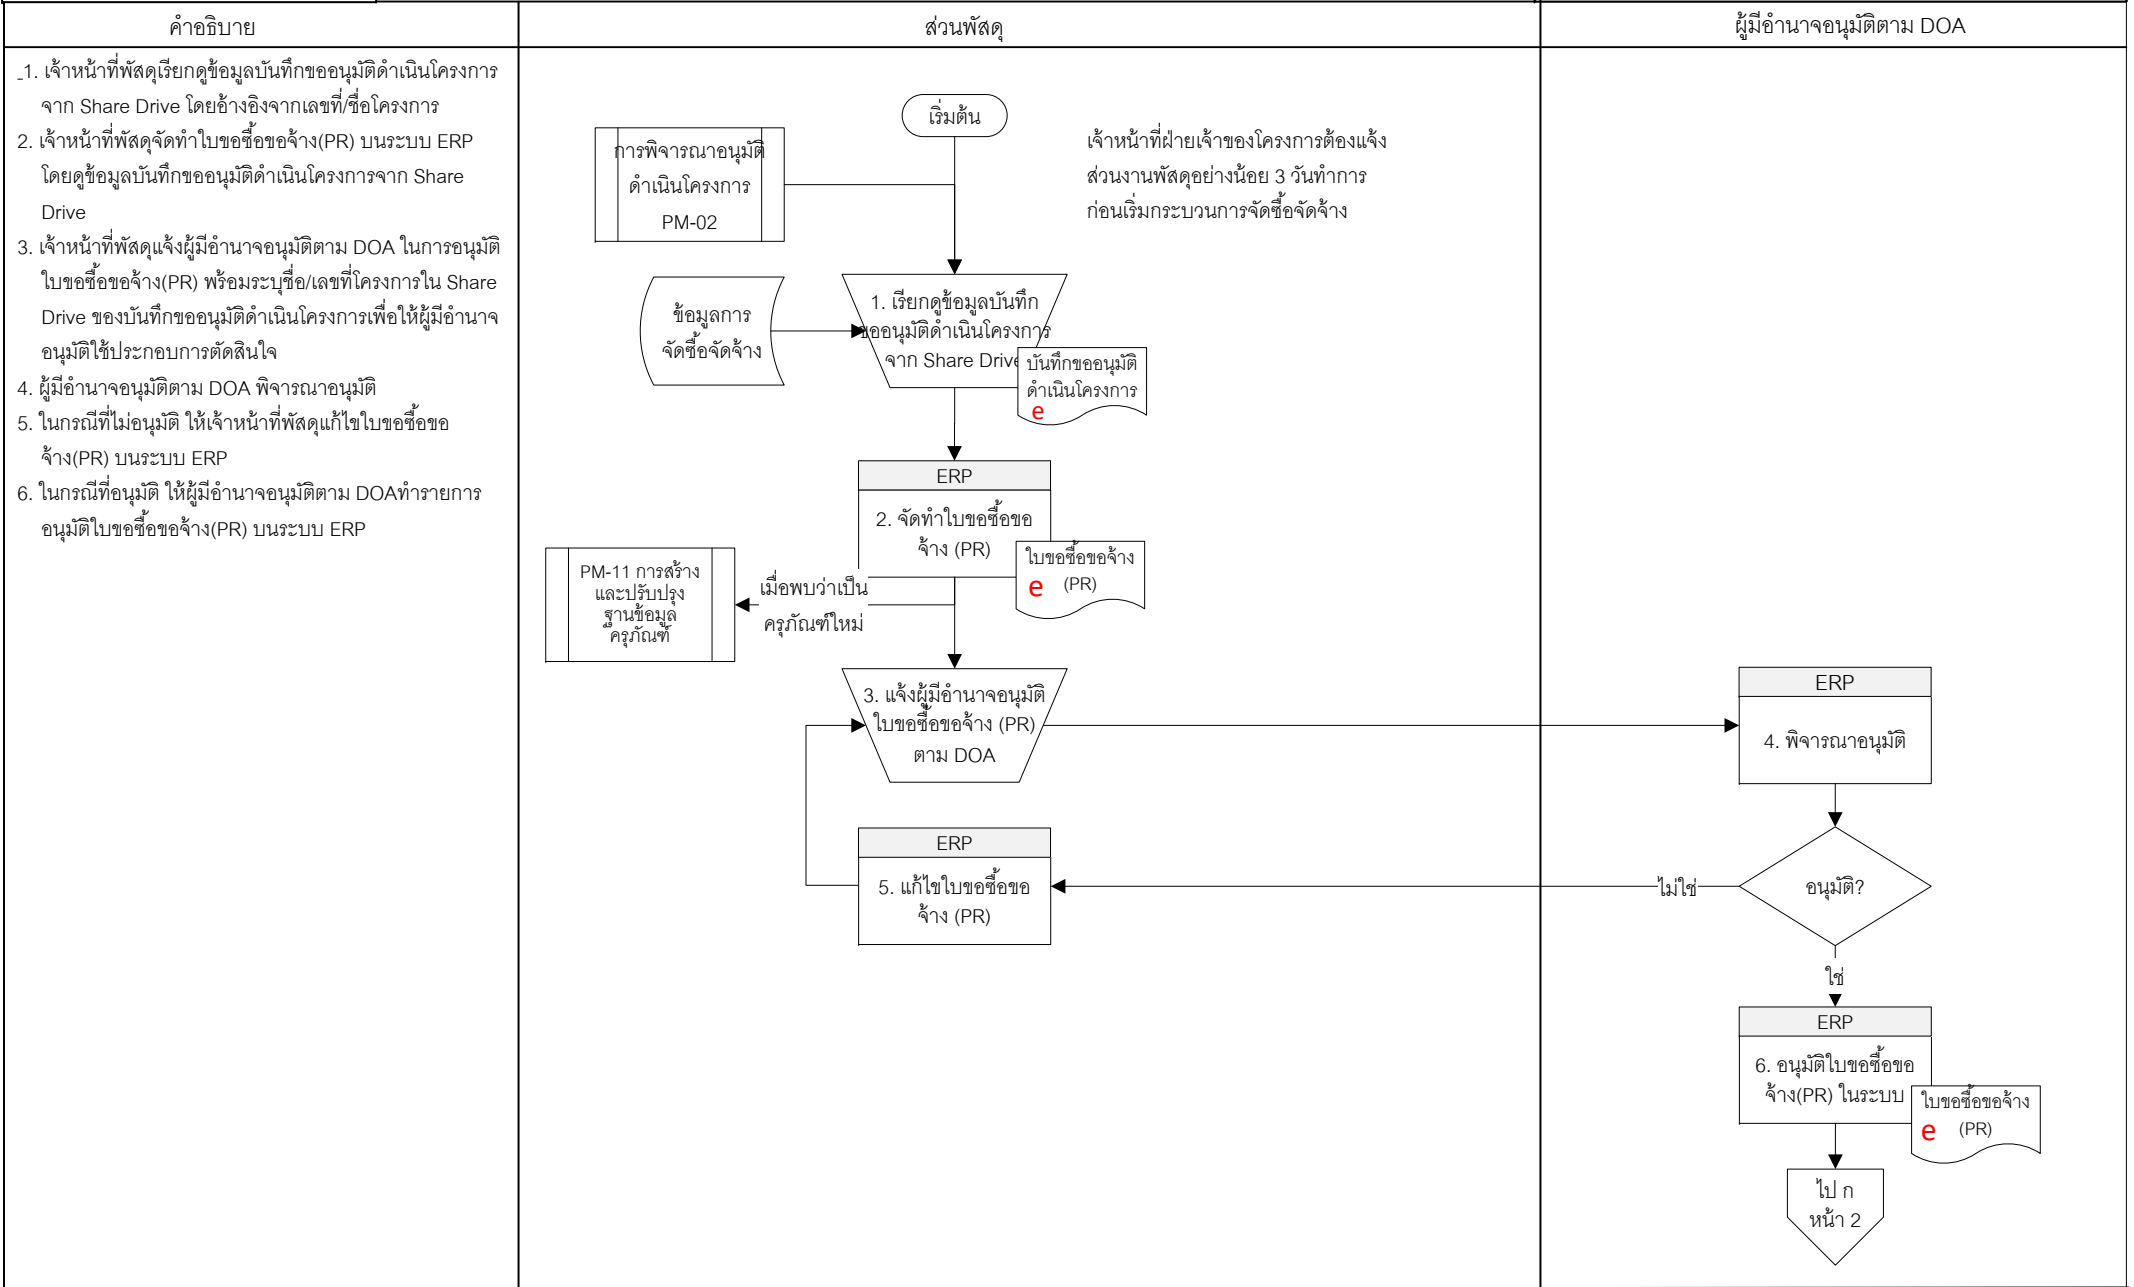 คำอธิบาย
1. เจ้าหน้าที่พัสดุเรียกดูข้อมูลบันทึกขออนุมัติดำเนินโครงการ
จาก Share Drive โดยอ้างอิงจากเลขที่/ชื่อโครงการ
2. เจ้าหน้าที่พัสดุจัดทำใบขอซื้อขอจ้าง(PR) บนระบบ ERP
โดยดูข้อมูลบันทึกขออนุมัติดำเนินโครงการจาก Share
Drive
3. เจ้าหน้าที่พัสดุแจ้งผู้มีอำนาจอนุมัติตาม DOA ในการอนุมัติ
ใบขอซื้อขอจ้าง(PR) พร้อมระบุชื่อ/เลขที่โครงการใน Share
Drive ของบันทึกขออนุมัติดำเนินโครงการเพื่อให้ผู้มีอำนาจ
อนุมัติใช้ประกอบการตัดสินใจ
4. ผู้มีอำนาจอนุมัติตาม DOA พิจารณาอนุมัติ
5. ในกรณีที่ไม่อนุมัติ ให้เจ้าหน้าที่พัสดุแก้ไขใบขอซื้อขอ
จ้าง(PR) บนระบบ ERP
6. ในกรณีที่อนุมัติ ให้ผู้มีอำนาจอนุมัติตาม DOAทำรายการ
อนุมัติใบขอซื้อขอจ้าง(PR) บนระบบ ERP
ส่วนพัสดุ
เริ่มต้น
การพิจารณาอนุมัติ
ดำเนินโครงการ
PM-02
เจ้าหน้าที่ฝ่ายเจ้าของโครงการต้องแจ้ง
ส่วนงานพัสดุอย่างน้อย 3 วันทำการ
ก่อนเริ่มกระบวนการจัดซื้อจัดจ้าง
ข้อมูลการ
จัดซื้อจัดจ้าง
1. เรียกดูข้อมูลบันทึก
ขออนุมัติดำเนินโครงการ
จาก Share Drive
บันทึกขออนุมัติ
ดำเนินโครงการ
e
ERP
2. จัดทำใบขอซื้อขอ
จ้าง (PR)
ใบขอซื้อขอจ้าง
e (PR)
PM-11 การสร้าง
และปรับปรุง
ฐานข้อมูล
ครุภัณฑ์
เมื่อพบว่าเป็น
ครุภัณฑ์ใหม่
3. แจ้งผู้มีอำนาจอนุมัติ
ใบขอซื้อขอจ้าง (PR)
ตาม DOA
ERP
5. แก้ไขใบขอซื้อขอ
จ้าง (PR)
ผู้มีอำนาจอนุมัติตาม DOA
ERP
4. พิจารณาอนุมัติ
อนุมัติ?
ไม่ใช่
ใช่
ERP
6. อนุมัติใบขอซื้อขอ
จ้าง(PR) ในระบบ
ใบขอซื้อขอจ้าง
e (PR)
ไป ก
หน้า 2